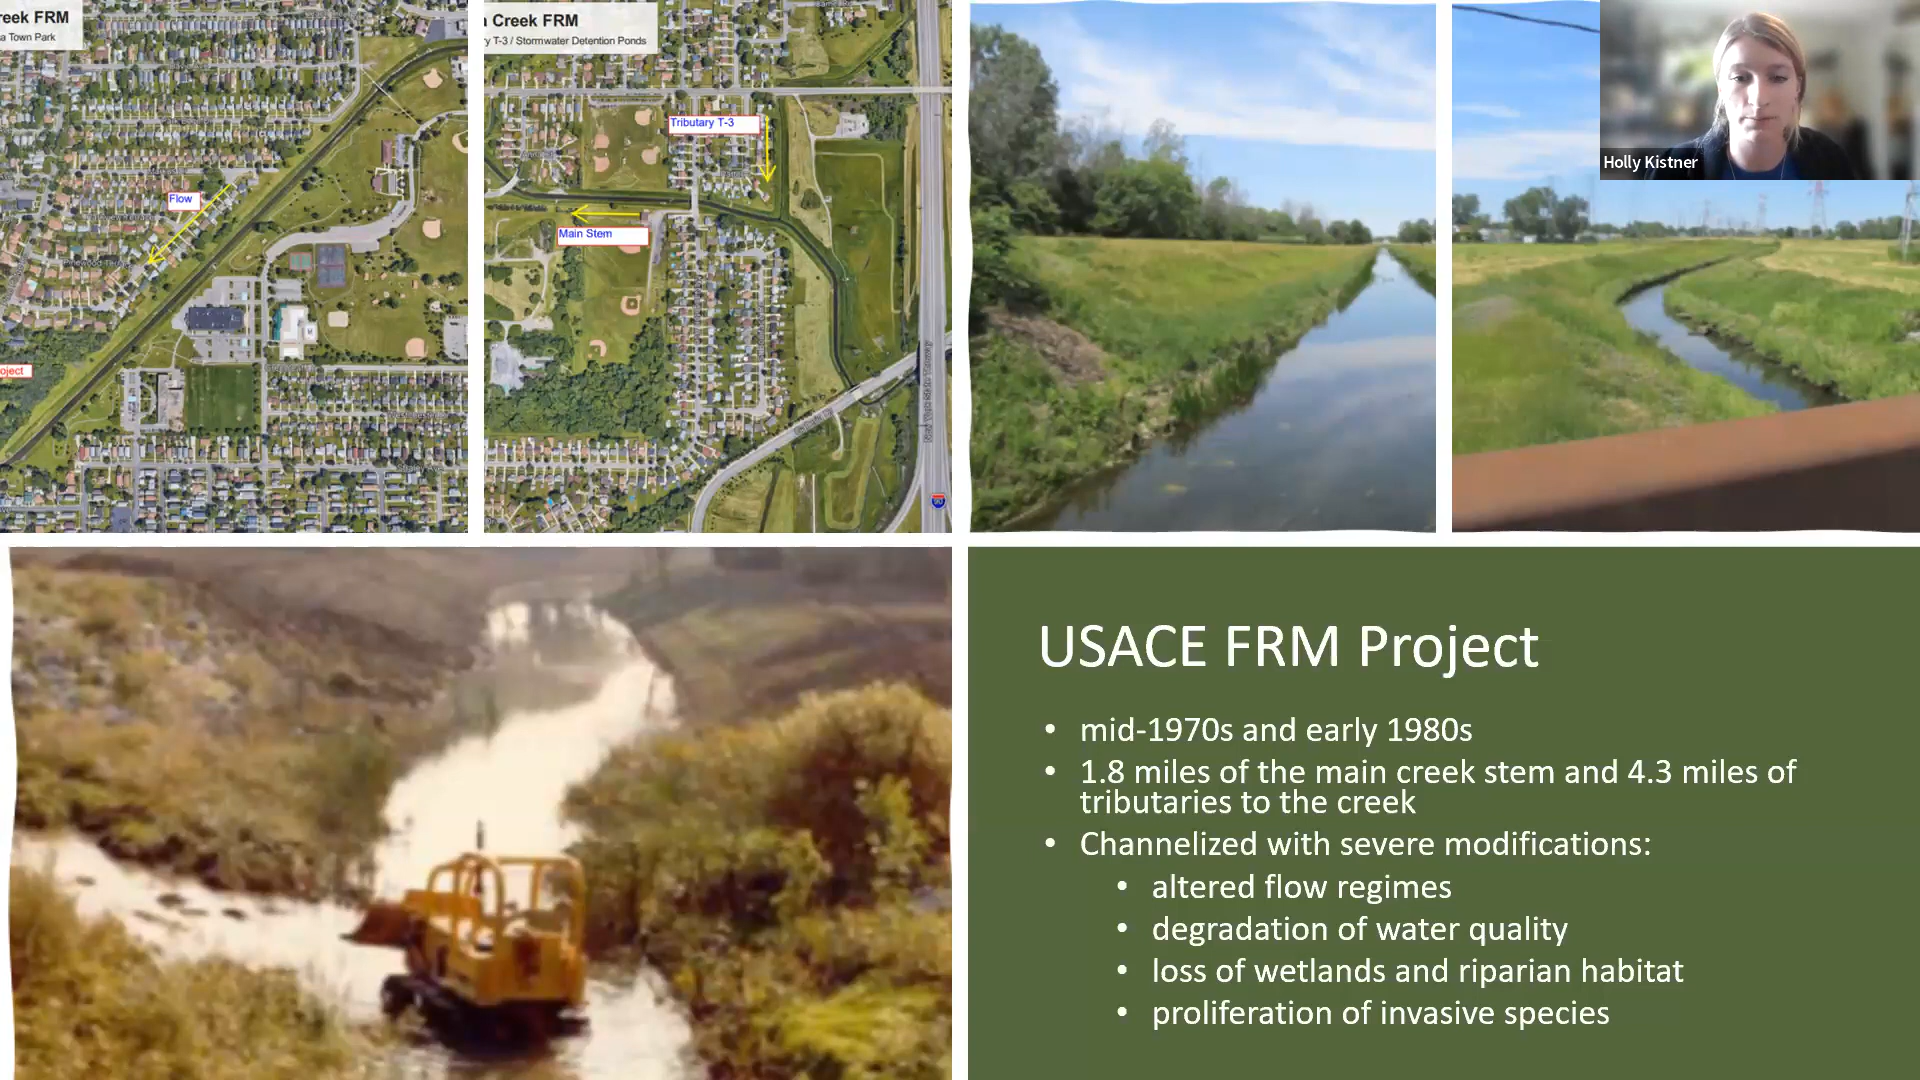 reek FRM
a Town Park
Flow
oject
a Creek FRM
ry T-3 / Stormwater Detention Ponds
Tributary T-3
Main Stem
Holly Kistner
USACE FRM Project
• mid-1970s and early 1980s
• 1.8 miles of the main creek stem and 4.3 miles of
tributaries to the creek
• Channelized with severe modifications:
• altered flow regimes
• degradation of water quality
• loss of wetlands and riparian habitat
• proliferation of invasive species